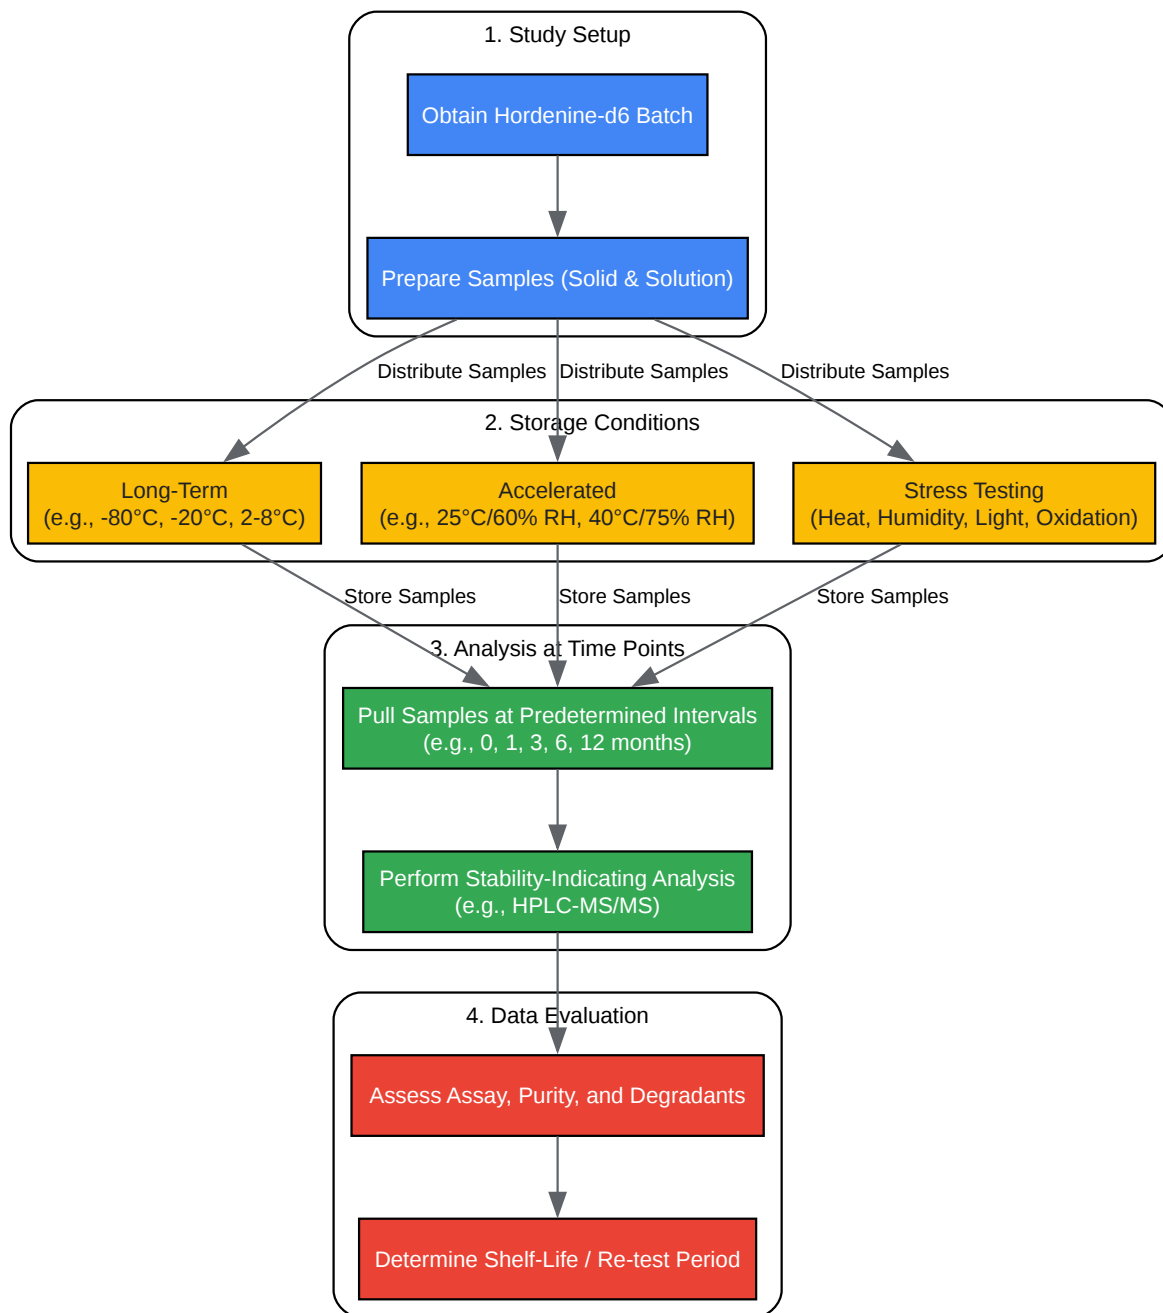 1. Study Setup
Obtain Hordenine-d6 Batch
Prepare Samples (Solid & Solution)
Distribute Samples
Distribute Samples
Distribute Samples
2. Storage Conditions
Long-Term
(e.g., -80°C, -20°C, 2-8°C)
Accelerated
(e.g., 25°C/60% RH, 40°C/75% RH)
Stress Testing
(Heat, Humidity, Light, Oxidation)
Store Samples
Store Samples
Store Samples
3. Analysis at Time Points
Pull Samples at Predetermined Intervals
(e.g., 0, 1, 3, 6, 12 months)
Perform Stability-Indicating Analysis
(e.g., HPLC-MS/MS)
4. Data Evaluation
Assess Assay, Purity, and Degradants
Determine Shelf-Life / Re-test Period